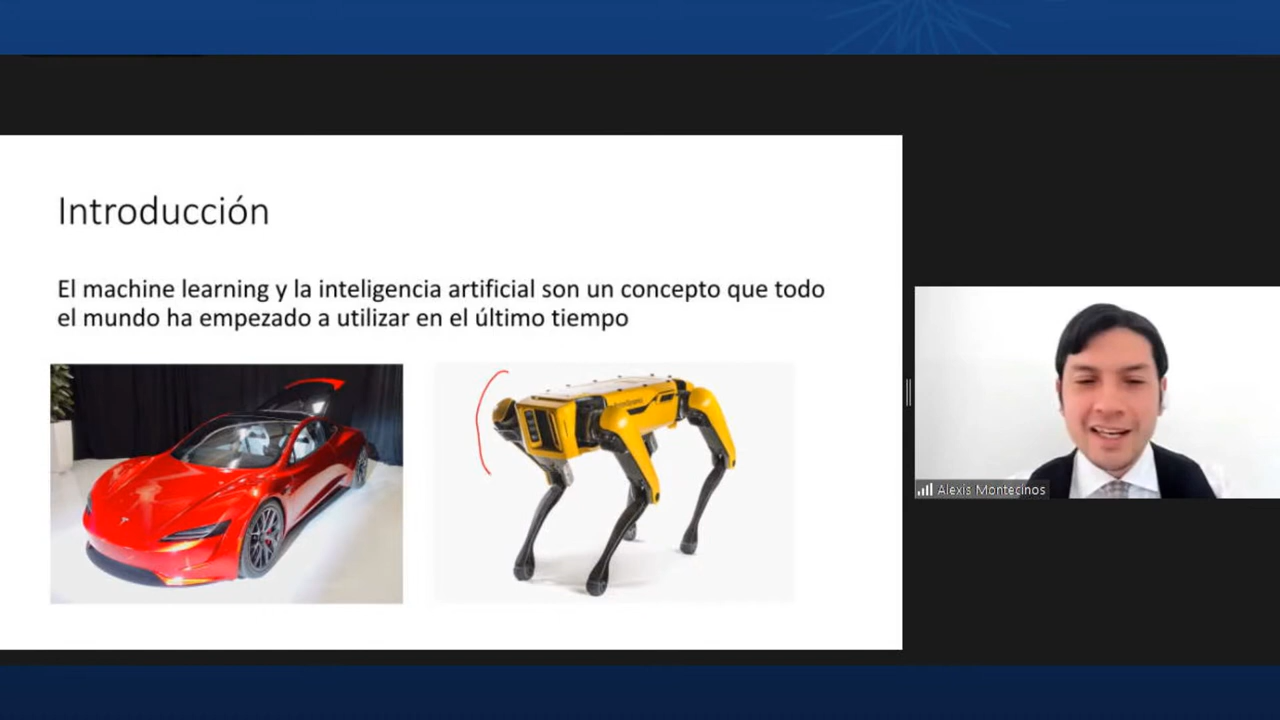 Introducción
El machine learning y la inteligencia artificial son un concepto que todo
el mundo ha empezado a utilizar en el último tiempo
Alexis Montecinos